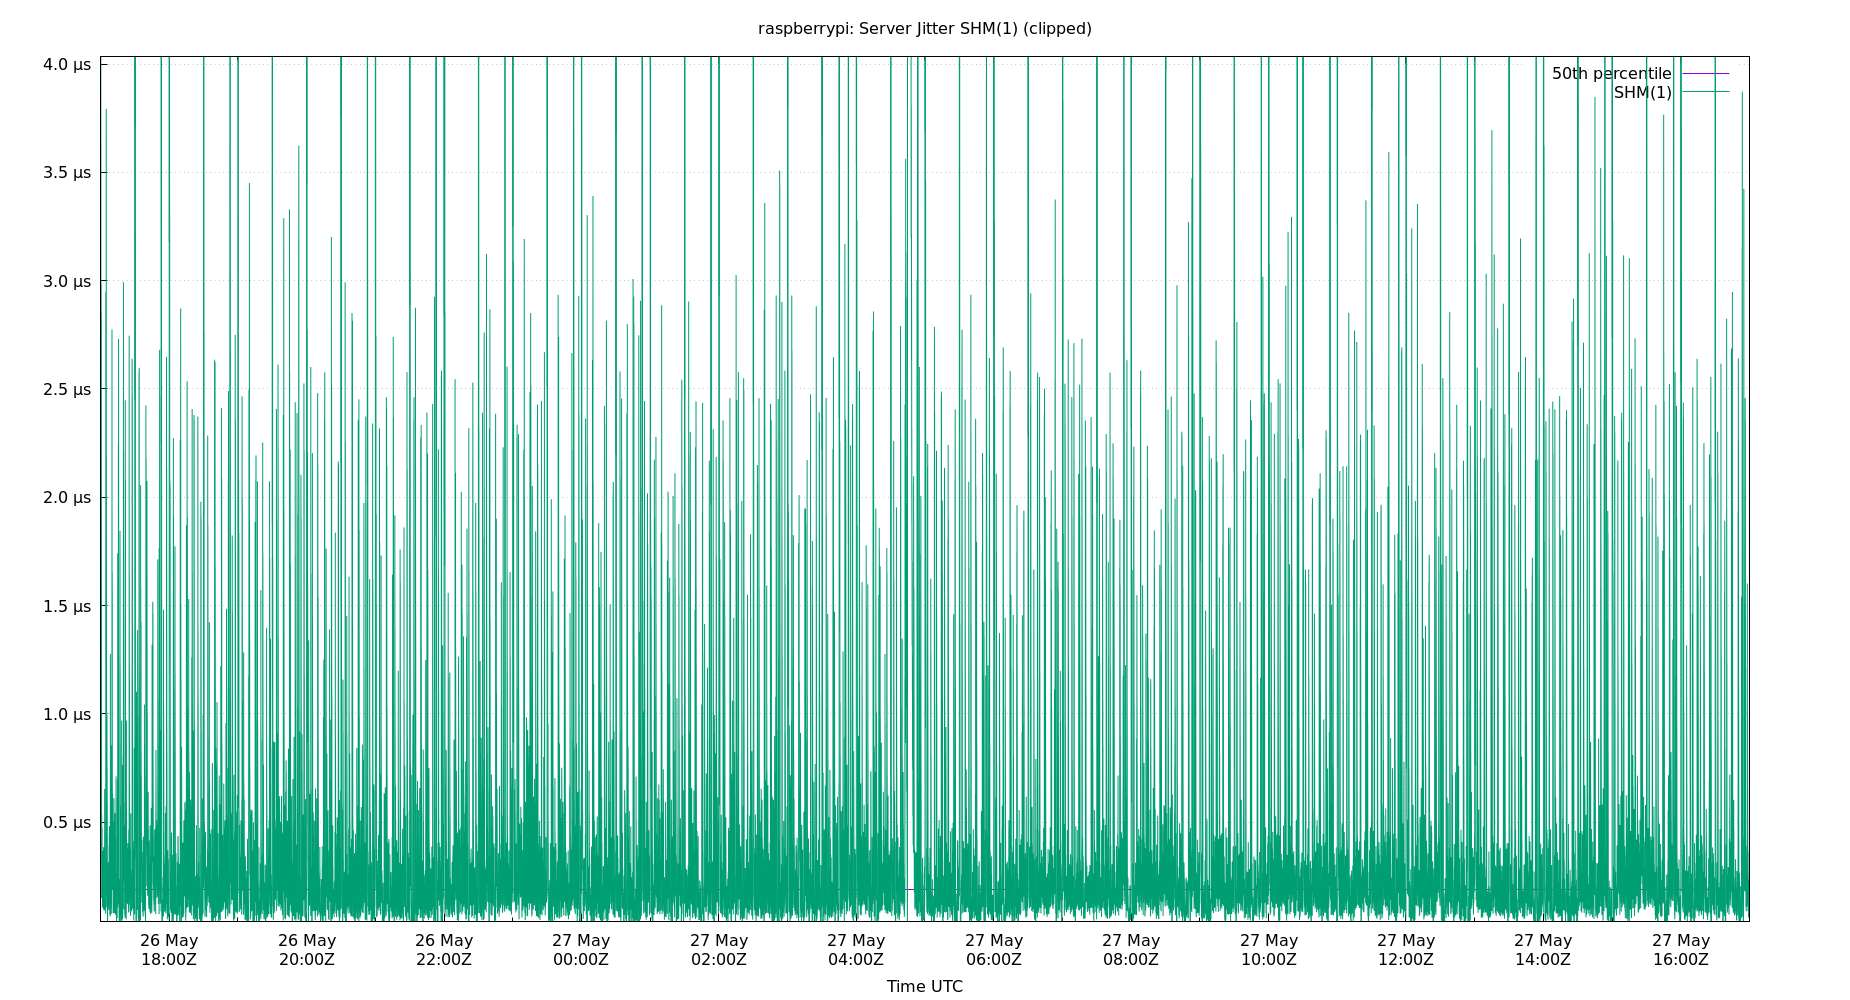 raspberrypi: Server Jitter SHM(1) (clipped)
4.0 µs
50th percentile
SHM(1)
3.5 µs
3.0 µs
2.5 µs
2.0 µs
1.5 µs
1.0 µs
0.5 µs
26 May 26 May 26 May 27 May 27 May 27 May 27 May 27 May 27 May 27 May 27 May 27 May
18:00Z 20:00Z 22:00Z 00:00Z 02:00Z 04:00Z 06:00Z 08:00Z 10:00Z 12:00Z 14:00Z 16:00Z
Time UTC